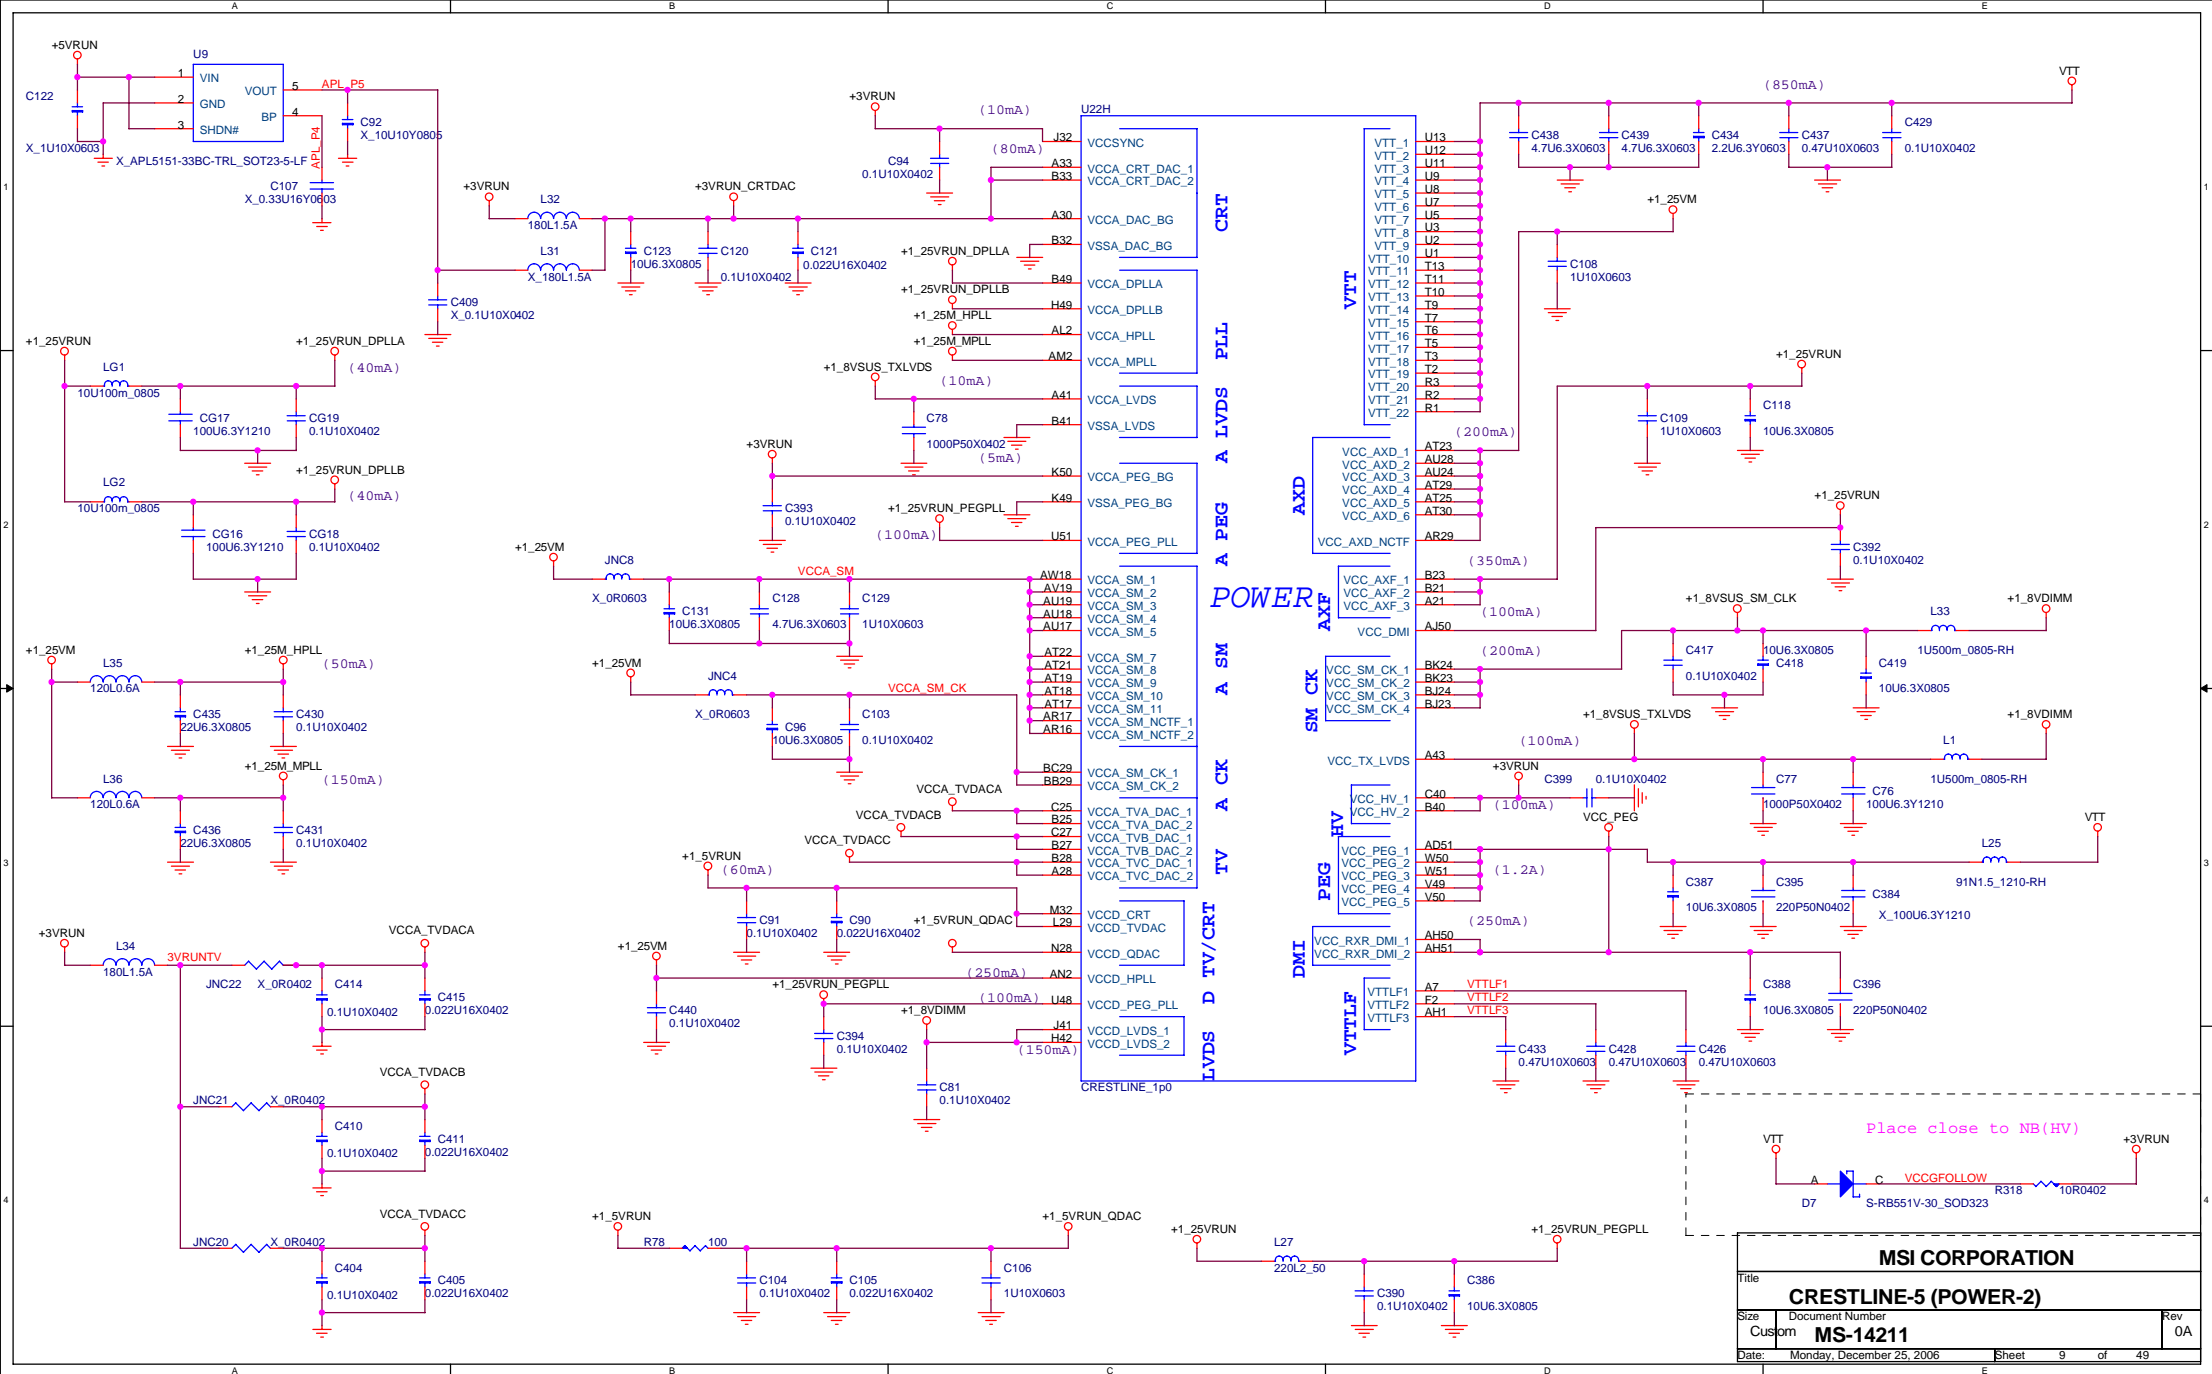 A B C D E
+5VRUN
U9
C122
X_1U10X0603
1 VIN
2 GND
3 SHDN#
VOUT 5 APL_P5
BP 4
APL_P4
C92
X_10U10Y0805
X_APL5151-33BC-TRL_SOT23-5-LF
C107
X_0.33U16Y0603
+3VRUN
L32
180L1.5A
L31
X_180L1.5A
C409
X_0.1U10X0402
+3VRUN_CRTDAC
C123
10U6.3X0805
C120
0.1U10X0402
C121
0.022U16X0402
+3VRUN
(10mA)
(80mA)
C94
0.1U10X0402
+1_25VRUN_DPLLA
+1_25VRUN_DPLLB
+1_25M_HPLL
+1_25M_MPLL
+1_8VSUS_TXLVDS
(10mA)
C78
1000P50X0402
(5mA)
+3VRUN
C393
0.1U10X0402
+1_25VRUN_PEGPLL
(100mA)
+1_25VRUN
+1_25VRUN_DPLLA
(40mA)
LG1
10U100m_0805
CG17
100U6.3Y1210
CG19
0.1U10X0402
+1_25VRUN_DPLLB
(40mA)
LG2
10U100m_0805
CG16
100U6.3Y1210
CG18
0.1U10X0402
+1_25VM
JNC8
X_0R0603
VCCA_SM
C131
10U6.3X0805
C128
4.7U6.3X0603
C129
1U10X0603
+1_25VM
JNC4
X_0R0603
VCCA_SM_CK
C96
10U6.3X0805
C103
0.1U10X0402
+1_25VM
L35
120L0.6A
+1_25M_HPLL
(50mA)
C435
22U6.3X0805
C430
0.1U10X0402
+1_25M_MPLL
(150mA)
L36
120L0.6A
C436
22U6.3X0805
C431
0.1U10X0402
VCCA_TVDACA
VCCA_TVDACB
VCCA_TVDACC
+1_5VRUN
(60mA)
C91
0.1U10X0402
C90
0.022U16X0402
+1_5VRUN_QDAC
+1_25VM
(250mA)
C440
0.1U10X0402
+1_25VRUN_PEGPLL
(100mA)
C394
0.1U10X0402
+1_8VDIMM
(150mA)
C81
0.1U10X0402
+3VRUN
L34
180L1.5A
3VRUNTV
JNC22 X_0R0402
VCCA_TVDACA
C414
0.1U10X0402
C415
0.022U16X0402
JNC21 X_0R0402
VCCA_TVDACB
C410
0.1U10X0402
C411
0.022U16X0402
JNC20 X_0R0402
VCCA_TVDACC
C404
0.1U10X0402
C405
0.022U16X0402
+1_5VRUN
R78 100
+1_5VRUN_QDAC
C104
0.1U10X0402
C105
0.022U16X0402
C106
1U10X0603
+1_25VRUN
L27
220L2_50
+1_25VRUN_PEGPLL
C390
0.1U10X0402
C386
10U6.3X0805
U22H
J32 VCCSYNC
A33 VCCA_CRT_DAC_1
B33 VCCA_CRT_DAC_2
A30 VCCA_DAC_BG
B32 VSSA_DAC_BG
B49 VCCA_DPLLA
H49 VCCA_DPLLB
AL2 VCCA_HPLL
AM2 VCCA_MPLL
A41 VCCA_LVDS
B41 VSSA_LVDS
K50 VCCA_PEG_BG
K49 VSSA_PEG_BG
U51 VCCA_PEG_PLL
AW18 VCCA_SM_1
AV19 VCCA_SM_2
AU19 VCCA_SM_3
AU18 VCCA_SM_4
AU17 VCCA_SM_5
AT22 VCCA_SM_7
AT21 VCCA_SM_8
AT19 VCCA_SM_9
AT18 VCCA_SM_10
AT17 VCCA_SM_11
AR17 VCCA_SM_NCTF_1
AR16 VCCA_SM_NCTF_2
BC29 VCCA_SM_CK_1
BB29 VCCA_SM_CK_2
C25 VCCA_TVA_DAC_1
B25 VCCA_TVA_DAC_2
C27 VCCA_TVB_DAC_1
B27 VCCA_TVB_DAC_2
B28 VCCA_TVC_DAC_1
A28 VCCA_TVC_DAC_2
M32 VCCD_CRT
L29 VCCD_TVDAC
N28 VCCD_QDAC
AN2 VCCD_HPLL
U48 VCCD_PEG_PLL
J41 VCCD_LVDS_1
H42 VCCD_LVDS_2
CRESTLINE_1p0
CRT
PLL
A LVDS
A PEG
A SM
A CK
TV
D TV/CRT
LVDS
POWER
VTT
AXD
AXF
SM CK
HV
PEG
DMI
VTTLF
VTT_1 U13
VTT_2 U12
VTT_3 U11
VTT_4 U9
VTT_5 U8
VTT_6 U7
VTT_7 U5
VTT_8 U3
VTT_9 U2
VTT_10 U1
VTT_11 T13
VTT_12 T11
VTT_13 T10
VTT_14 T9
VTT_15 T7
VTT_16 T6
VTT_17 T5
VTT_18 T3
VTT_19 T2
VTT_20 R3
VTT_21 R2
VTT_22 R1
VCC_AXD_1 AT23
VCC_AXD_2 AU28
VCC_AXD_3 AU24
VCC_AXD_4 AT29
VCC_AXD_5 AT25
VCC_AXD_6 AT30
VCC_AXD_NCTF AR29
VCC_AXF_1 B23
VCC_AXF_2 B21
VCC_AXF_3 A21
VCC_DMI AJ50
VCC_SM_CK_1 BK24
VCC_SM_CK_2 BK23
VCC_SM_CK_3 BJ24
VCC_SM_CK_4 BJ23
VCC_TX_LVDS A43
VCC_HV_1 C40
VCC_HV_2 B40
VCC_PEG_1 AD51
VCC_PEG_2 W50
VCC_PEG_3 W51
VCC_PEG_4 V49
VCC_PEG_5 V50
VCC_RXR_DMI_1 AH50
VCC_RXR_DMI_2 AH51
VTTLF1 A7 VTTLF1
VTTLF2 F2 VTTLF2
VTTLF3 AH1 VTTLF3
(850mA)
VTT
C438
4.7U6.3X0603
C439
4.7U6.3X0603
C434
2.2U6.3Y0603
C437
0.47U10X0603
C429
0.1U10X0402
+1_25VM
C108
1U10X0603
+1_25VRUN
C109
1U10X0603
C118
10U6.3X0805
(200mA)
+1_25VRUN
C392
0.1U10X0402
(350mA)
(100mA)
+1_8VSUS_SM_CLK
L33
1U500m_0805-RH
+1_8VDIMM
(200mA)
C417
0.1U10X0402
10U6.3X0805
C418
C419
10U6.3X0805
+1_8VSUS_TXLVDS
(100mA)
+1_8VDIMM
L1
1U500m_0805-RH
C77
1000P50X0402
C76
100U6.3Y1210
+3VRUN
C399 0.1U10X0402
(100mA)
VCC_PEG
VTT
L25
91N1.5_1210-RH
(1.2A)
C387
10U6.3X0805
C395
220P50N0402
C384
X_100U6.3Y1210
(250mA)
C388
10U6.3X0805
C396
220P50N0402
C433
0.47U10X0603
C428
0.47U10X0603
C426
0.47U10X0603
Place close to NB(HV)
VTT
A C
D7
S-RB551V-30_SOD323
VCCGFOLLOW
R318 10R0402
+3VRUN
MSI CORPORATION
Title
CRESTLINE-5 (POWER-2)
Size Document Number Rev
Custom MS-14211 0A
Date: Monday, December 25, 2006 Sheet 9 of 49
1 2 3 4
1 2 3 4
A B C D E